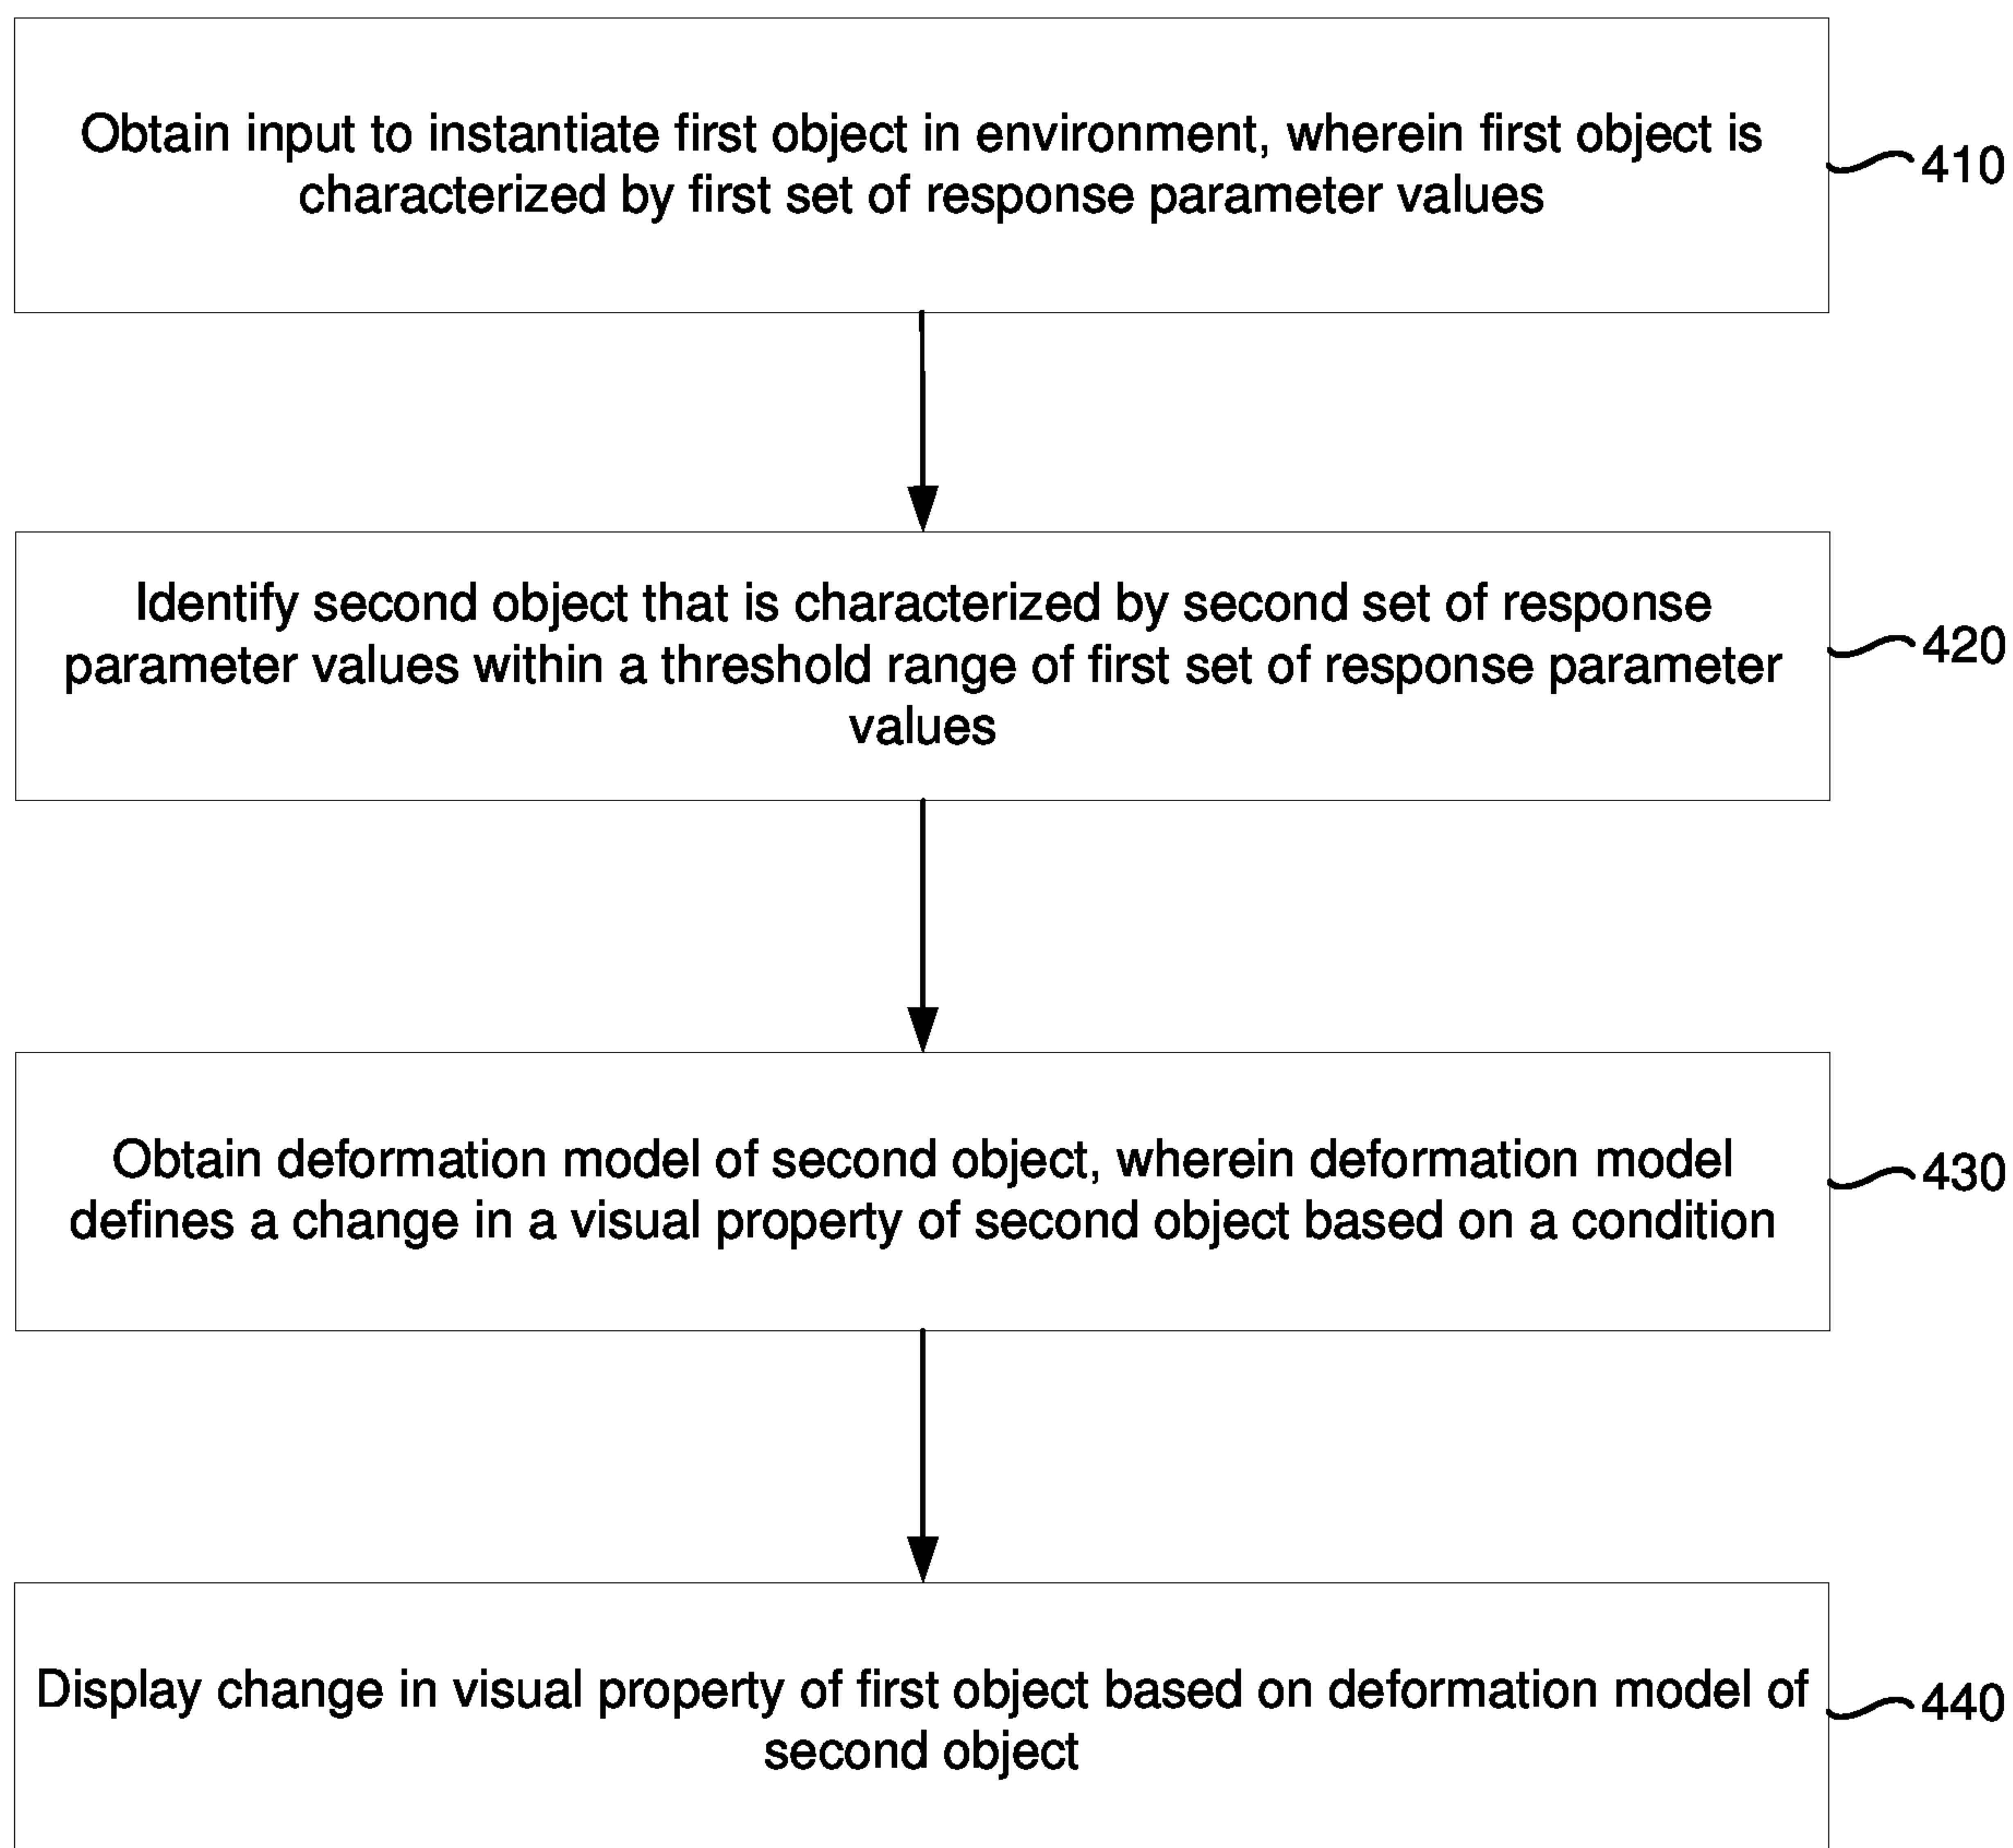 Obtain input to instantiate first object in environment, wherein first object is
characterized by first set of response parameter values
410
Identify second object that is characterized by second set of response
parameter values within a threshold range of first set of response parameter
values
420
Obtain deformation model of second object, wherein deformation model
defines a change in a visual property of second object based on a condition
430
Display change in visual property of first object based on deformation model of
second object
440